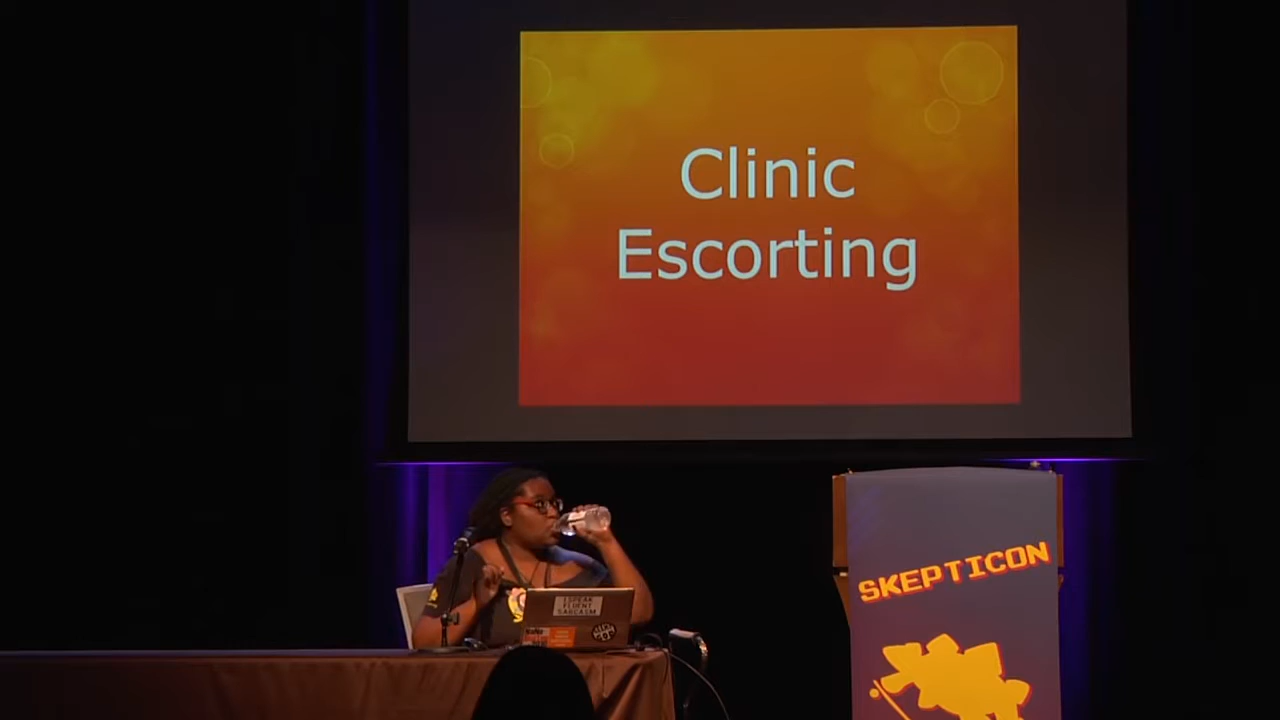 Clinic
Escorting
SKEPTICON
I SPEAK
FLUENT
SARCASM